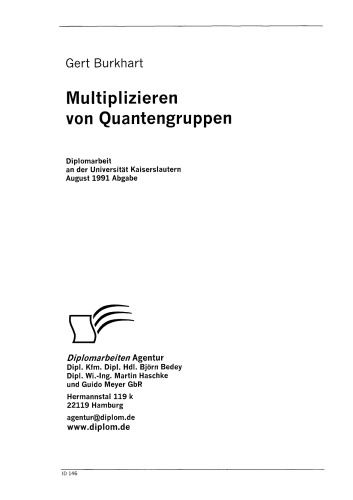 Gert Burkhart
Multiplizieren
von Quantengruppen
Diplomarbeit
an der Universität Kaiserslautern
August 1991 Abgabe
Diplomarbeiten Agentur
Dipl. Kfm. Dipl. Hdl. Björn Bedey
Dipl. Wi.-Ing. Martin Haschke
und Guido Meyer GbR
Hermannstal 119 k
22119 Hamburg
agentur@diplom.de
www.diplom.de
ID 146